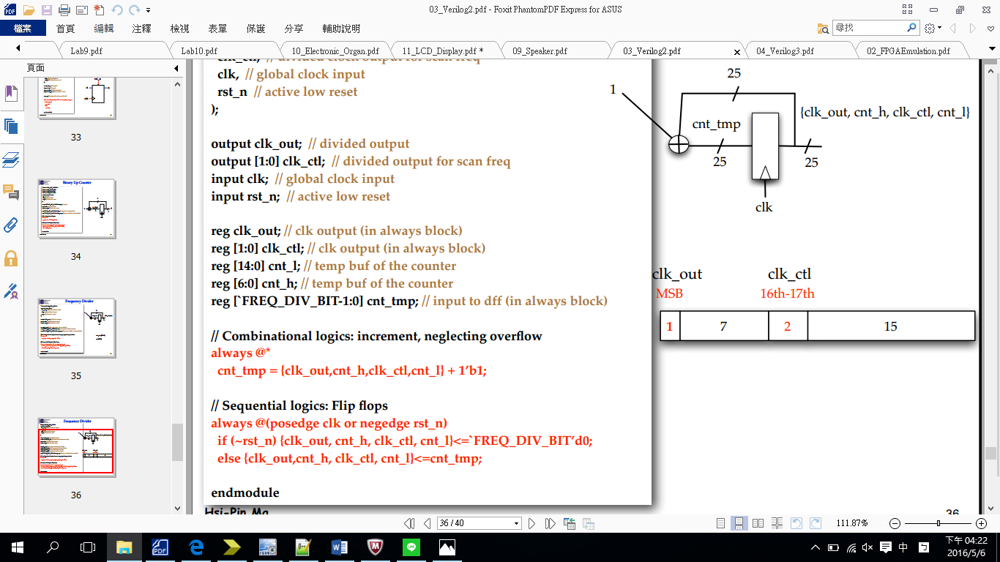 03_Verilog2.pdf - Foxit PhantomPDF Express for ASUS
檔案 首頁 編輯 注釋 檢視 表單 保護 分享 輔助說明
尋找
Lab9.pdf Lab10.pdf 10_Electronic_Organ.pdf 11_LCD_Display.pdf * 09_Speaker.pdf 03_Verilog2.pdf 04_Verilog3.pdf 02_FPGAEmulation.pdf
頁面
33
Binary Up Counter
34
Frequency Divider
35
Frequency Divider
36
clk_ctl, // divided clock output for scan freq
clk, // global clock input
rst_n // active low reset
);
output clk_out; // divided output
output [1:0] clk_ctl; // divided output for scan freq
input clk; // global clock input
input rst_n; // active low reset
reg clk_out; // clk output (in always block)
reg [1:0] clk_ctl; // clk output (in always block)
reg [14:0] cnt_l; // temp buf of the counter
reg [6:0] cnt_h; // temp buf of the counter
reg [`FREQ_DIV_BIT-1:0] cnt_tmp; // input to dff (in always block)
// Combinational logics: increment, neglecting overflow
always @*
cnt_tmp = {clk_out,cnt_h,clk_ctl,cnt_l} + 1’b1;
// Sequential logics: Flip flops
always @(posedge clk or negedge rst_n)
if (~rst_n) {clk_out, cnt_h, clk_ctl, cnt_l}<=`FREQ_DIV_BIT’d0;
else {clk_out,cnt_h, clk_ctl, cnt_l}<=cnt_tmp;
endmodule
Hsi-Pin Ma
36
25
1
{clk_out, cnt_h, clk_ctl, cnt_l}
cnt_tmp
25
25
clk
clk_out clk_ctl
MSB 16th-17th
1 7 2 15
36 / 40
111.87%
中
下午 04:22
2016/5/6